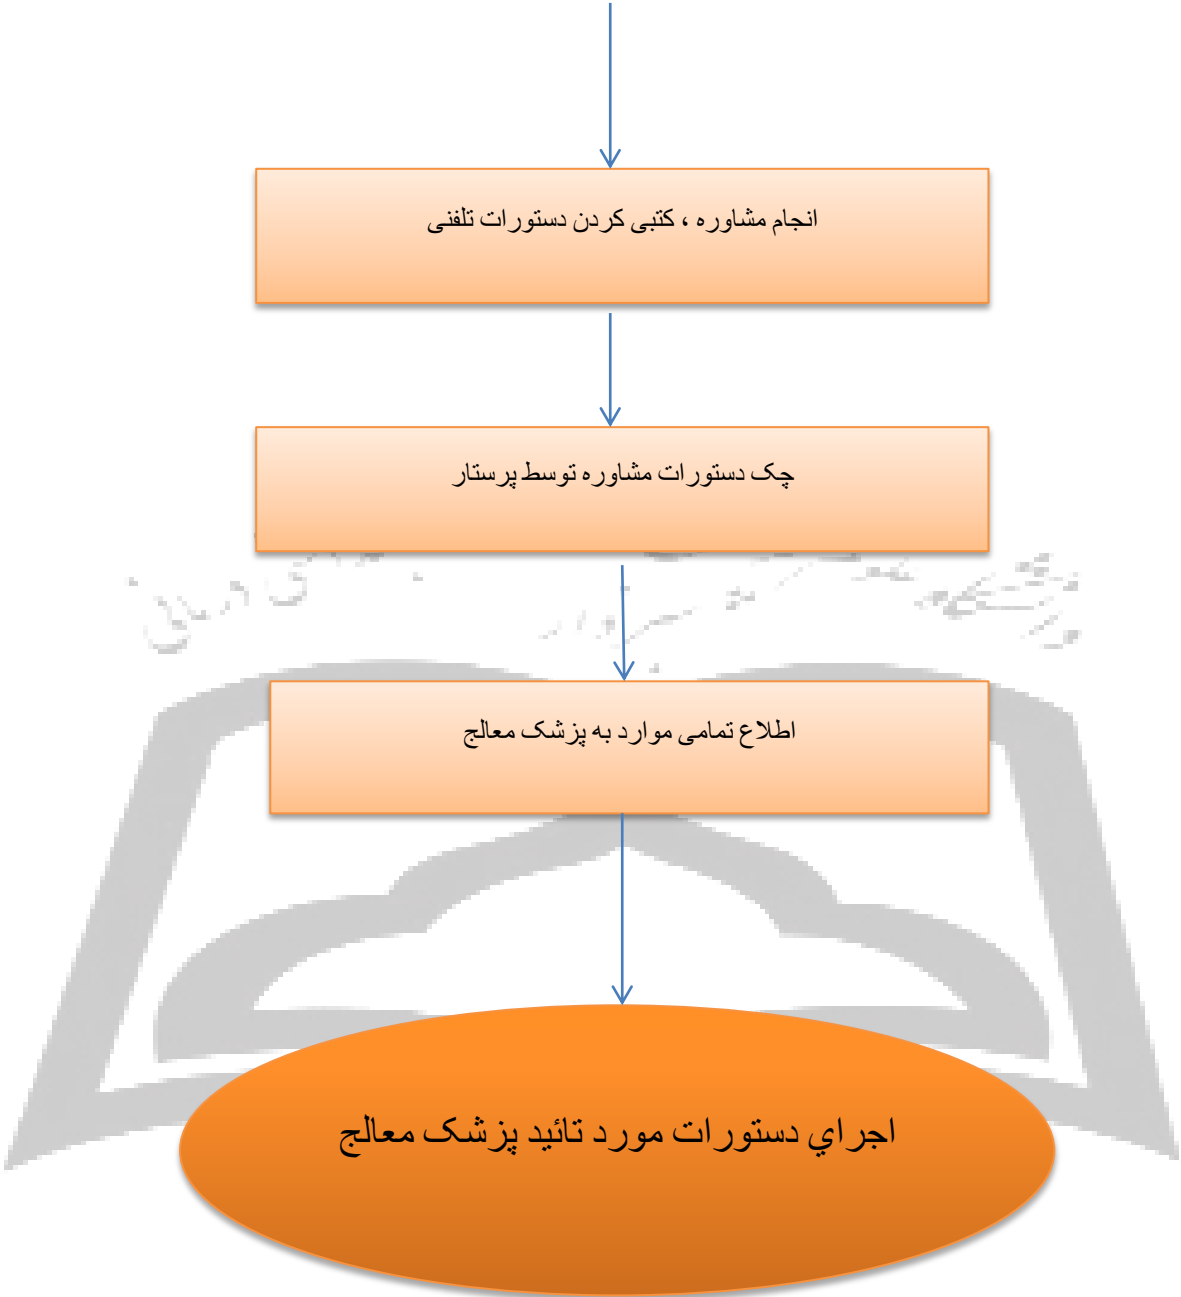 انجام مشاوره ، کتبی کردن دستورات تلفنی
چک دستورات مشاوره توسط پرستار
اطلاع تمامی موارد به پزشک معالج
اجراي دستورات مورد تائید پزشک معالج